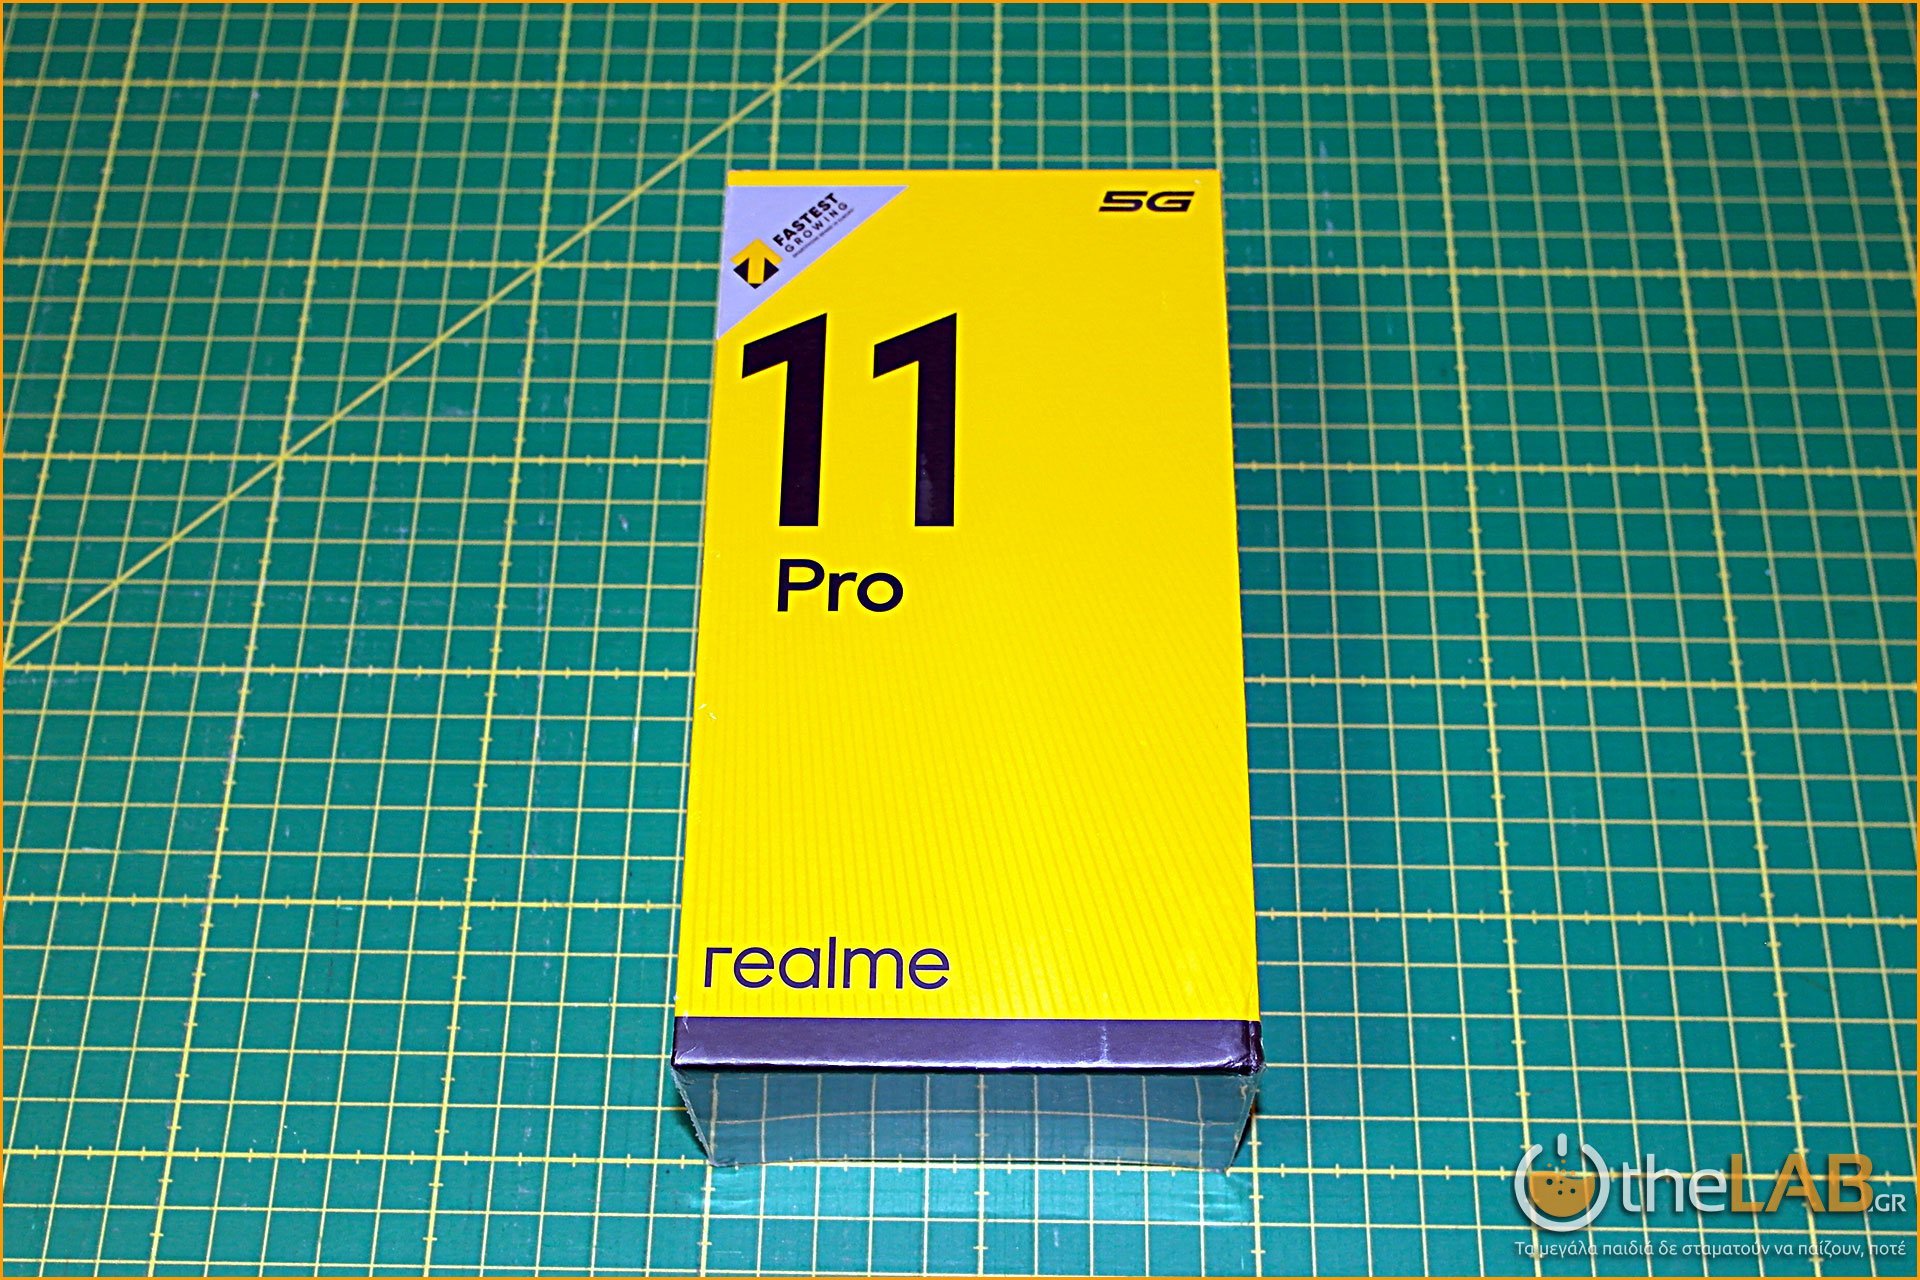 5G
FASTEST
GROWING
11
Pro
realme
theLAB.GR
Τα μεγάλα παιδιά δε σταματούν να παίζουν, ποτέ